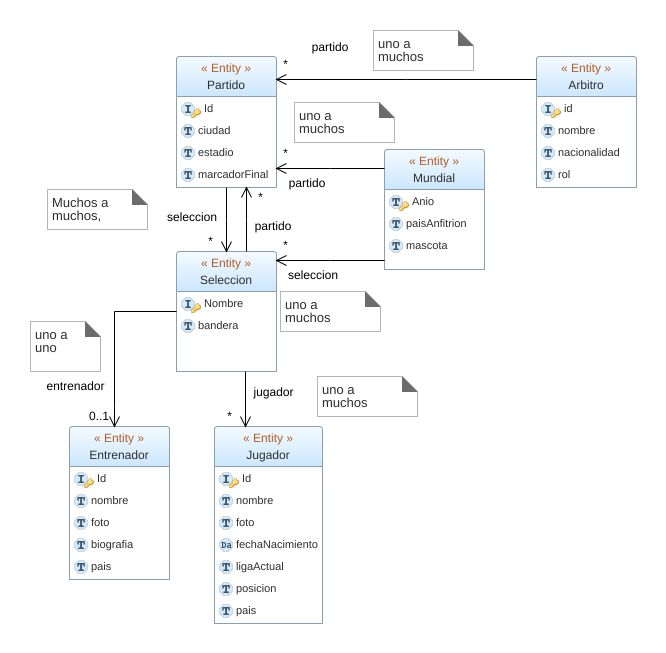 partido
uno a
muchos
*
« Entity »
Partido
I Id
T ciudad
T estadio
T marcadorFinal
« Entity »
Arbitro
I id
T nombre
T nacionalidad
T rol
uno a
muchos
*
partido
« Entity »
Mundial
T Anio
T paisAnfitrion
T mascota
Muchos a
muchos,
seleccion
*
*
partido
*
seleccion
« Entity »
Seleccion
I Nombre
T bandera
uno a
muchos
uno a
uno
entrenador
0..1
jugador
*
uno a
muchos
« Entity »
Entrenador
I Id
T nombre
T foto
T biografia
T pais
« Entity »
Jugador
I Id
T nombre
T foto
Da fechaNacimiento
T ligaActual
T posicion
T pais